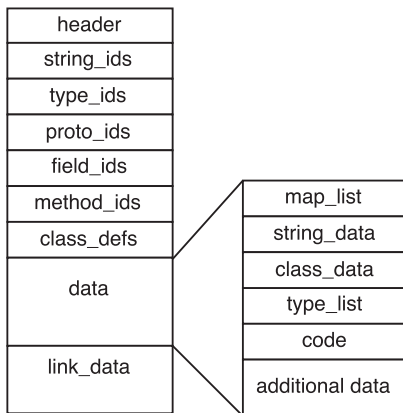 header
string_ids
type_ids
proto_ids
field_ids
method_ids
class_defs
data
link_data
map_list
string_data
class_data
type_list
code
additional data